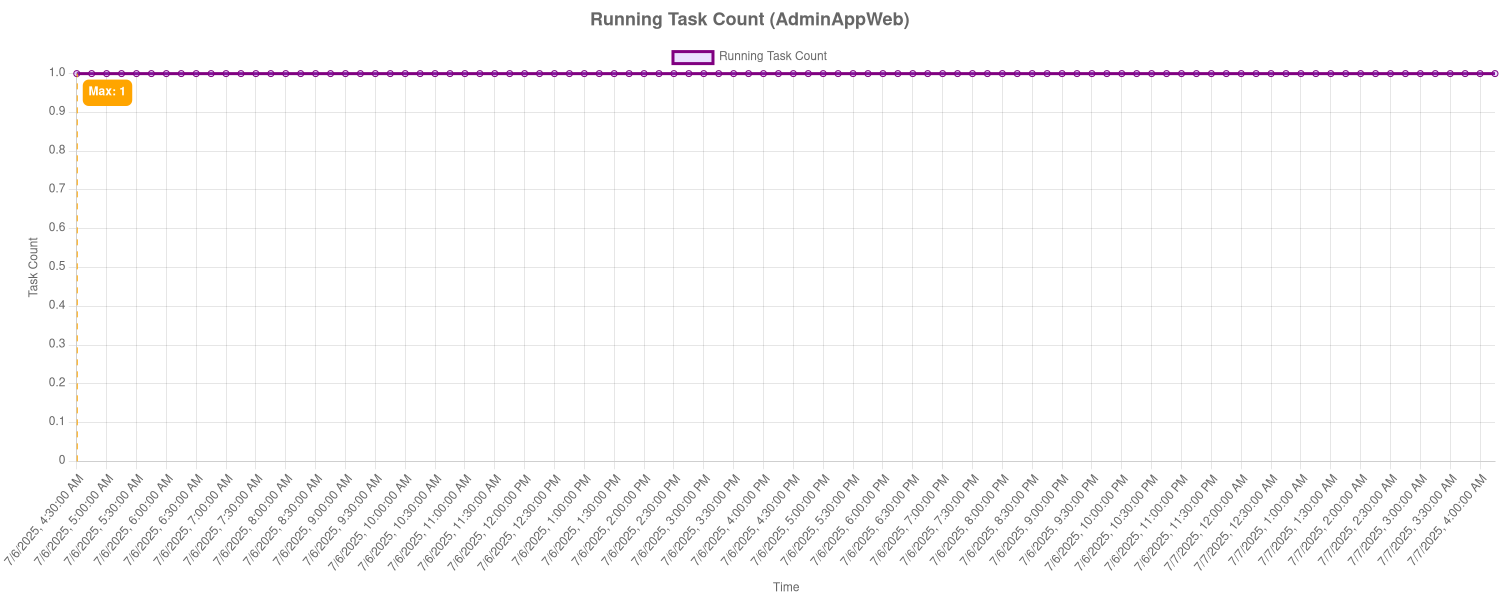 Running Task Count (AdminAppWeb)
Running Task Count
Max: 1
Task Count
1.0
0.9
0.8
0.7
0.6
0.5
0.4
0.3
0.2
0.1
0
7/6/2025, 4:30:00 AM
7/6/2025, 5:00:00 AM
7/6/2025, 5:30:00 AM
7/6/2025, 6:00:00 AM
7/6/2025, 6:30:00 AM
7/6/2025, 7:00:00 AM
7/6/2025, 7:30:00 AM
7/6/2025, 8:00:00 AM
7/6/2025, 8:30:00 AM
7/6/2025, 9:00:00 AM
7/6/2025, 9:30:00 AM
7/6/2025, 10:00:00 AM
7/6/2025, 10:30:00 AM
7/6/2025, 11:00:00 AM
7/6/2025, 11:30:00 AM
7/6/2025, 12:00:00 PM
7/6/2025, 12:30:00 PM
7/6/2025, 1:00:00 PM
7/6/2025, 1:30:00 PM
7/6/2025, 2:00:00 PM
7/6/2025, 2:30:00 PM
7/6/2025, 3:00:00 PM
7/6/2025, 3:30:00 PM
7/6/2025, 4:00:00 PM
7/6/2025, 4:30:00 PM
7/6/2025, 5:00:00 PM
7/6/2025, 5:30:00 PM
7/6/2025, 6:00:00 PM
7/6/2025, 6:30:00 PM
7/6/2025, 7:00:00 PM
7/6/2025, 7:30:00 PM
7/6/2025, 8:00:00 PM
7/6/2025, 8:30:00 PM
7/6/2025, 9:00:00 PM
7/6/2025, 9:30:00 PM
7/6/2025, 10:00:00 PM
7/6/2025, 10:30:00 PM
7/6/2025, 11:00:00 PM
7/6/2025, 11:30:00 PM
7/7/2025, 12:00:00 AM
7/7/2025, 12:30:00 AM
7/7/2025, 1:00:00 AM
7/7/2025, 1:30:00 AM
7/7/2025, 2:00:00 AM
7/7/2025, 2:30:00 AM
7/7/2025, 3:00:00 AM
7/7/2025, 3:30:00 AM
7/7/2025, 4:00:00 AM
Time